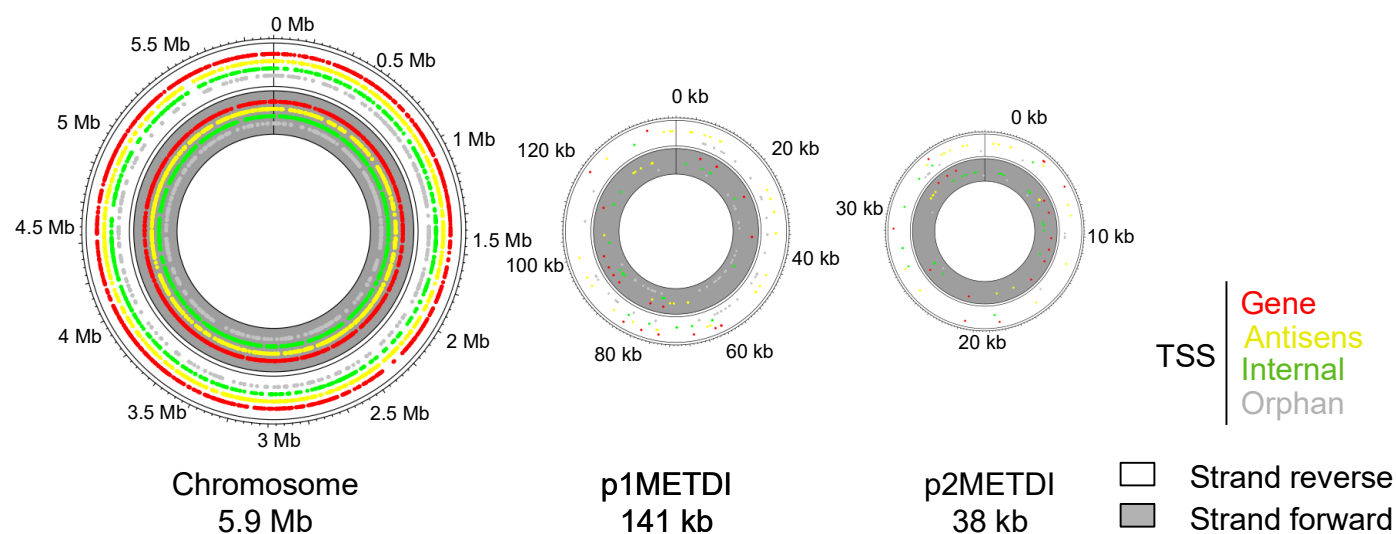 0 Mb
0.5 Mb
1 Mb
1.5 Mb
2 Mb
2.5 Mb
3 Mb
3.5 Mb
4 Mb
4.5 Mb
5 Mb
5.5 Mb
Chromosome
5.9 Mb
0 kb
20 kb
40 kb
60 kb
80 kb
100 kb
120 kb
p1METDI
141 kb
0 kb
10 kb
20 kb
30 kb
p2METDI
38 kb
TSS
Gene
Antisens
Internal
Orphan
Strand reverse
Strand forward